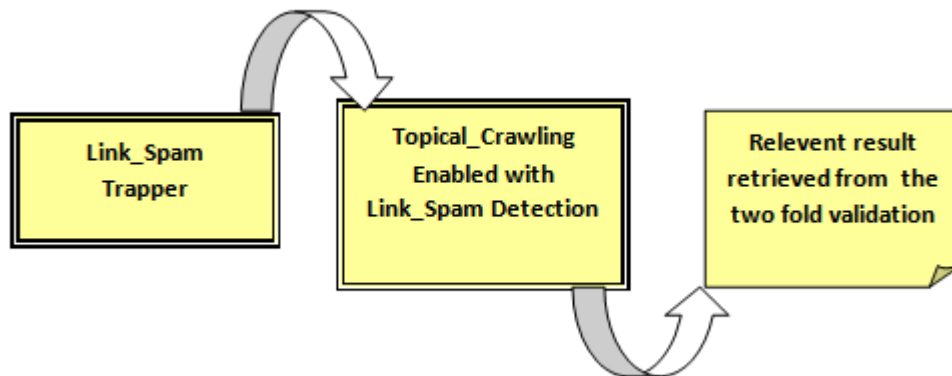 Link_Spam
Trapper
Topical_Crawling
Enabled with
Link_Spam Detection
Relevent result
retrieved from the
two fold validation